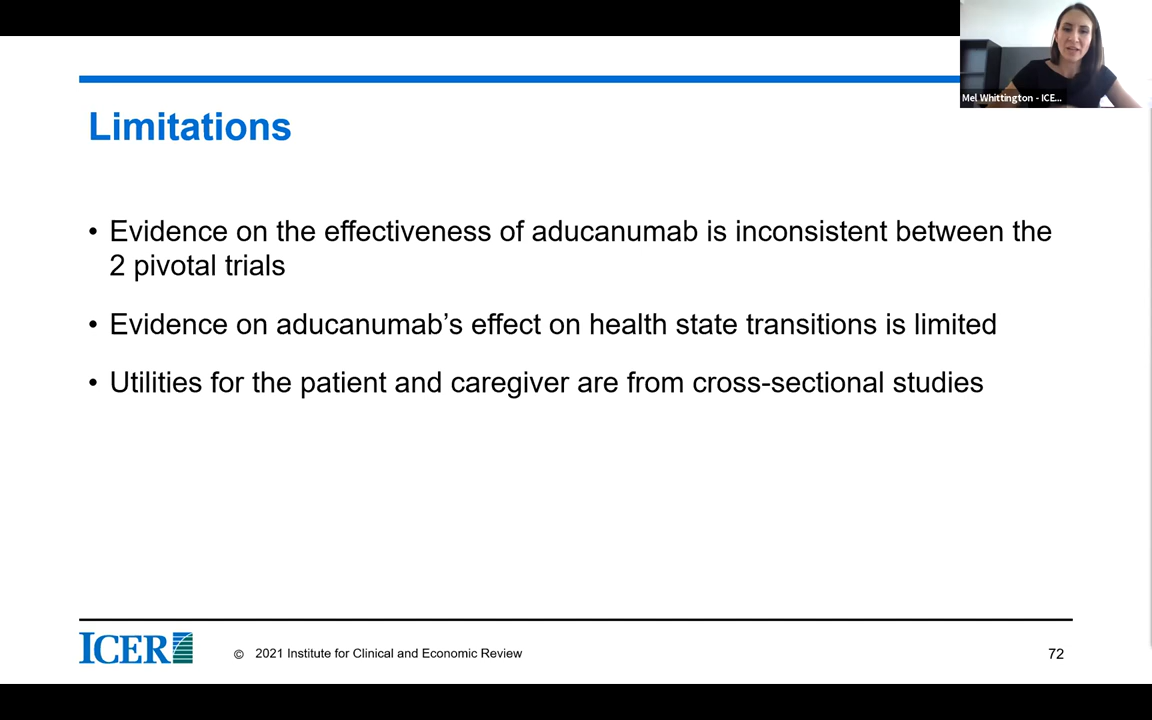 Mel Whittington - ICE...
Limitations
• Evidence on the effectiveness of aducanumab is inconsistent between the
2 pivotal trials
• Evidence on aducanumab’s effect on health state transitions is limited
• Utilities for the patient and caregiver are from cross-sectional studies
ICER
© 2021 Institute for Clinical and Economic Review
72